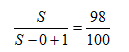 S / (S − 0 + 1) = 98 / 100